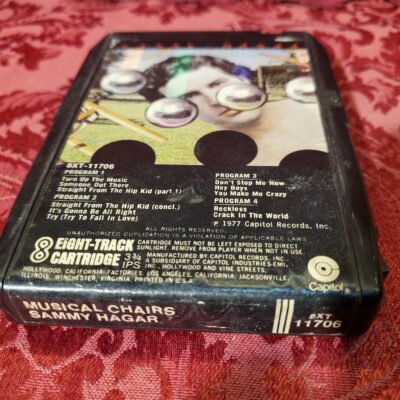 8XT-11706
PROGRAM 1
Turn Up The Music
Someone Out There
Straight From The Hip Kid (part 1)
PROGRAM 2
Straight From The Hip Kid (concl.)
It's Gonna Be All Right
Try (Try To Fall In Love)
PROGRAM 3
Don't Stop Me Now
Hey Boys
You Make Me Crazy
PROGRAM 4
Reckless
Crack In The World
℗ 1977 Capitol Records, Inc.
ALL RIGHTS RESERVED.
UNAUTHORIZED DUPLICATION IS A VIOLATION OF APPLICABLE LAWS.
8 EIGHT-TRACK CARTRIDGE 3¾ IPS
CARTRIDGE MUST NOT BE LEFT EXPOSED TO DIRECT
SUNLIGHT. REMOVE FROM PLAYER WHEN NOT IN USE
MANUFACTURED BY CAPITOL RECORDS, INC.,
A SUBSIDIARY OF CAPITOL INDUSTRIES-EMI,
INC., HOLLYWOOD AND VINE STREETS,
HOLLYWOOD, CALIFORNIA. FACTORIES: LOS ANGELES, CALIFORNIA; JACKSONVILLE,
ILLINOIS; WINCHESTER, VIRGINIA. PRINTED IN U.S.A.
Capitol
MUSICAL CHAIRS
SAMMY HAGAR
8XT
11706